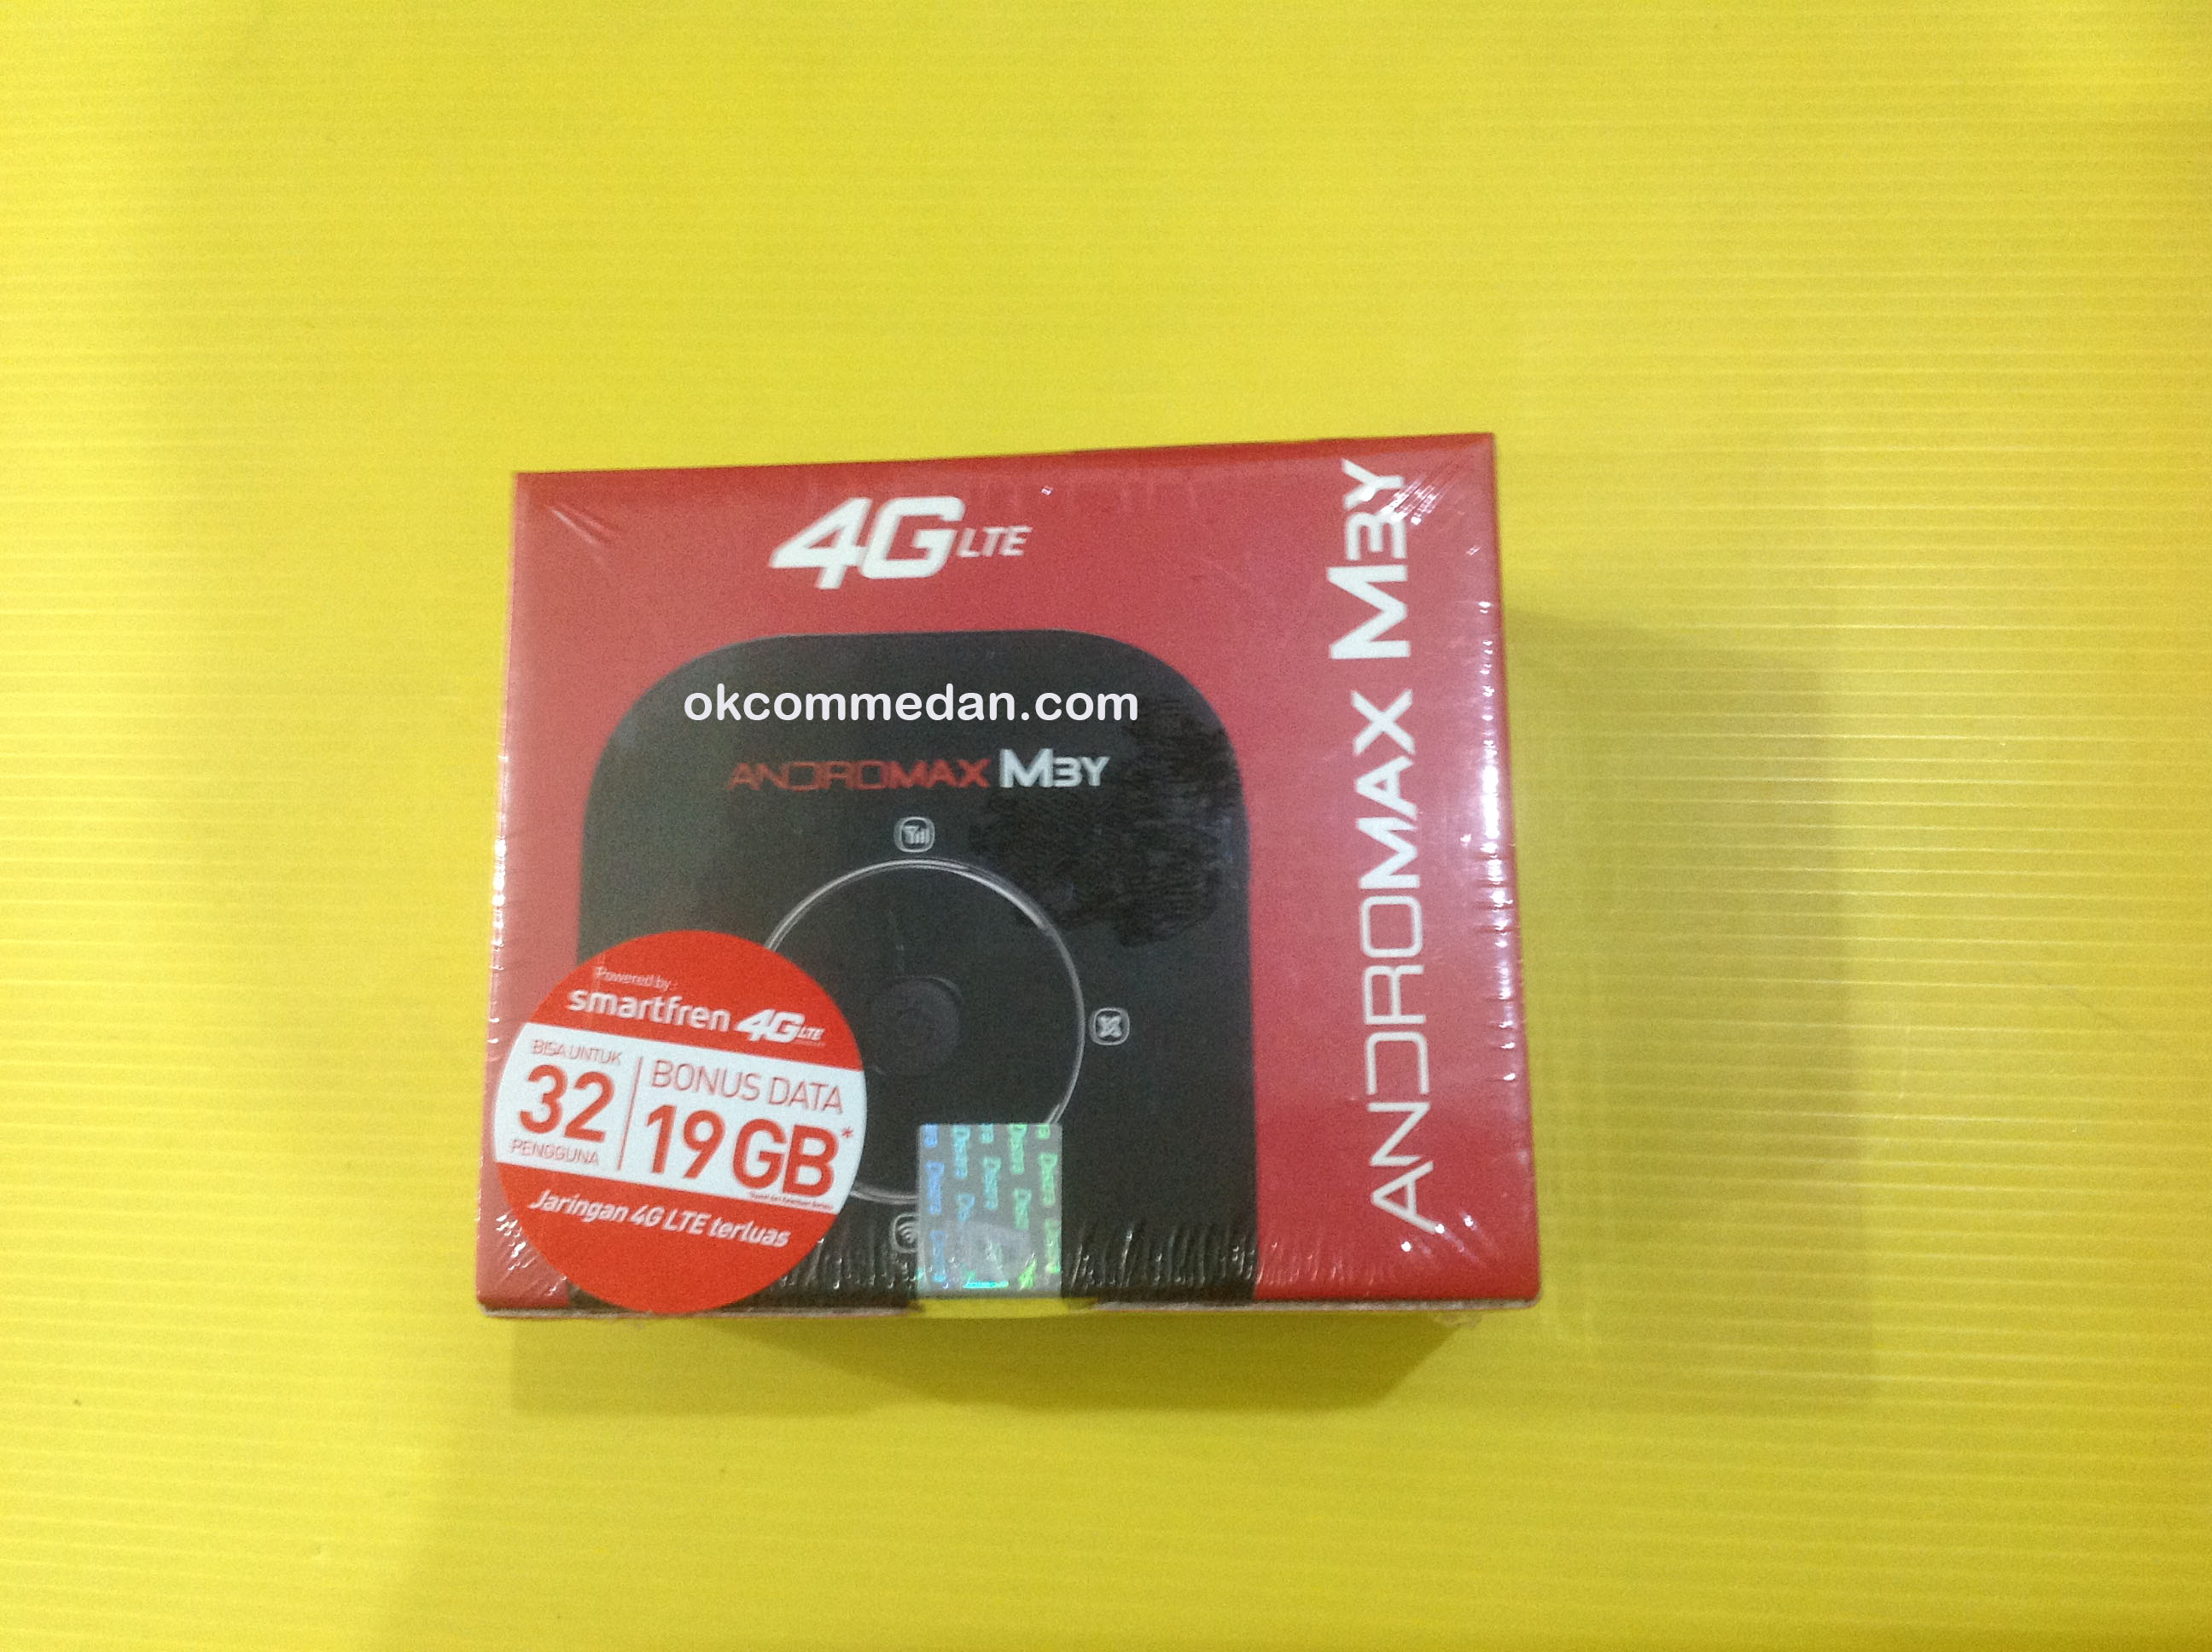 4G LTE
ANDROMAX M3Y
okcommedan.com
ANDROMAX M3Y
Powered by :
smartfren 4G LTE
BISA UNTUK
32
PENGGUNA
BONUS DATA
19 GB*
Jaringan 4G LTE terluas